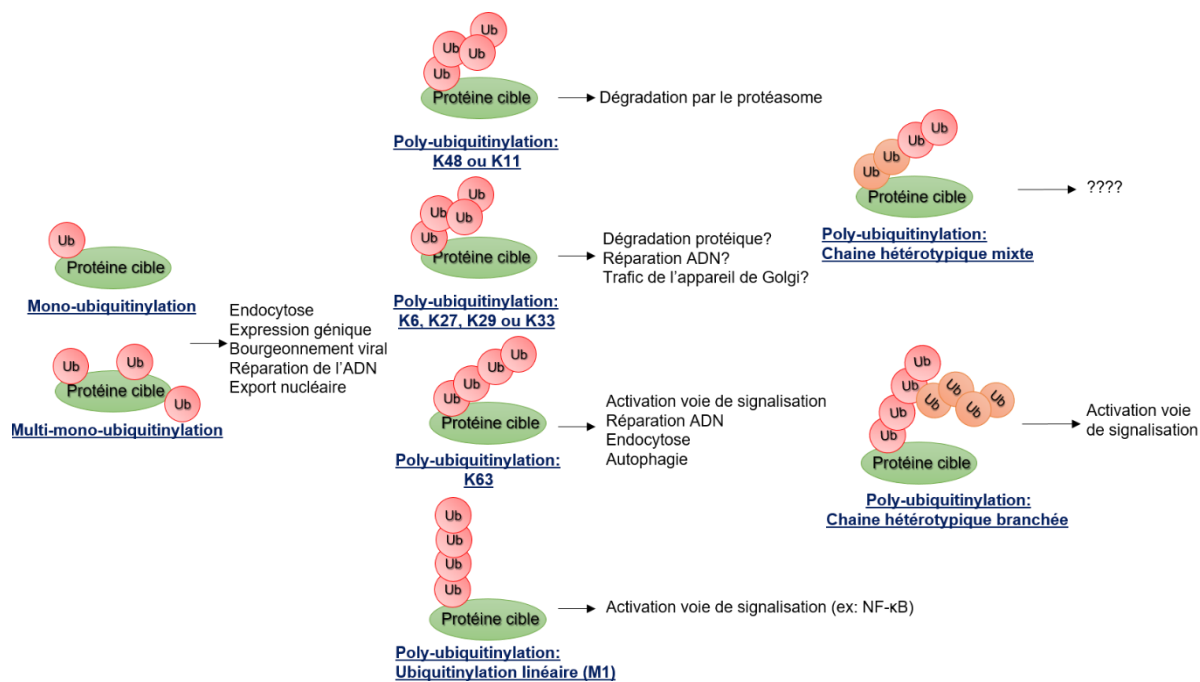 Ub
Protéine cible
Mono-ubiquitinylation
Ub
Ub
Ub
Protéine cible
Multi-mono-ubiquitinylation
Endocytose
Expression génique
Bourgeonnement viral
Réparation de l'ADN
Export nucléaire
Ub
Ub
Ub
Ub
Protéine cible
Poly-ubiquitinylation:
K48 ou K11
Dégradation par le protéasome
Ub
Ub
Ub
Ub
Protéine cible
Poly-ubiquitinylation:
K6, K27, K29 ou K33
Dégradation protéique?
Réparation ADN?
Trafic de l'appareil de Golgi?
Ub
Ub
Ub
Ub
Protéine cible
Poly-ubiquitinylation:
K63
Activation voie de signalisation
Réparation ADN
Endocytose
Autophagie
Ub
Ub
Ub
Ub
Protéine cible
Poly-ubiquitinylation:
Ubiquitinylation linéaire (M1)
Activation voie de signalisation (ex: NF-κB)
Ub
Ub
Ub
Ub
Protéine cible
Poly-ubiquitinylation:
Chaine hétérotypique mixte
????
Ub
Ub
Ub
Ub
Ub
Ub
Ub
Ub
Ub
Protéine cible
Poly-ubiquitinylation:
Chaine hétérotypique branchée
Activation voie
de signalisation